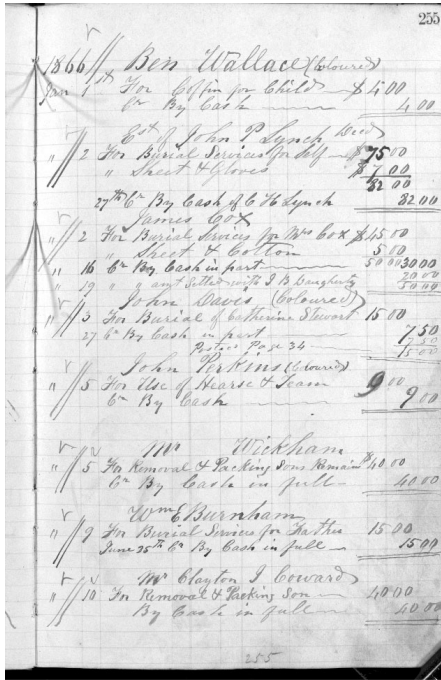 255
1866 Ben Wallace (Coloured)
Jan 1st For Coffin for Child $4.00
Cr By Cash 4.00
Est of John P Lynch Decd
" 2 For Burial Services for Self $75.00
" Sheet & Gloves $7.00
82.00
27th Cr By Cash of C H Lynch 82.00
James Cox
" 2 For Burial Services for Mrs Cox $45.00
" Sheet & Cotton 5.00
" 16 Cr By Cash in part 50.00 30.00
" 19 " " amt Settled with J B Daugherty 20.00
50.00
John Davis (Coloured)
" 3 For Burial of Catherine Stewart 15.00
27 Cr By Cash in part 7.50
Posted Page 34 7.50
15.00
John Perkins (Coloured)
" 5 For Use of Hearse & Team 9.00
Cr By Cash 9.00
Mr Wickham
" 5 For Removal & Packing Sons Remain $40.00
Cr By Cash in full 40.00
Wm E Burnham
" 9 For Burial Services for Father 15.00
June 25th Cr By Cash in full 15.00
Mr Clayton J Coward
" 10 For Removal & Packing Son 40.00
By Cash in full 40.00
255